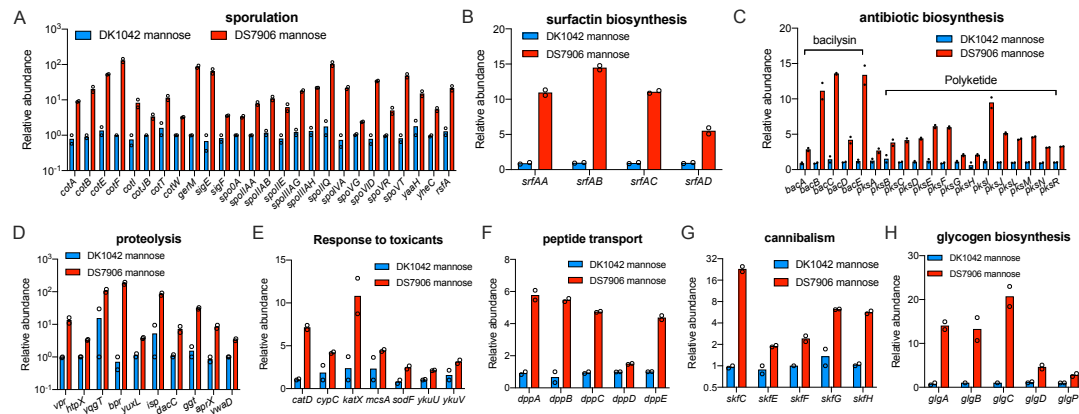 A
sporulation
DK1042 mannose
DS7906 mannose
Relative abundance
10³
10²
10¹
10⁰
10⁻¹
cotA
cotB
cotE
cotF
cotI
cotJB
cotT
cotW
gerM
sigE
sigF
spo0A
spoIIAA
spoIIAB
spoIIE
spoIIIAG
spoIIIAH
spoIIQ
spoIVA
spoVG
spoVID
spoVR
spoVT
yaaH
yheC
rsfA
B
surfactin biosynthesis
DK1042 mannose
DS7906 mannose
Relative abundance
20
15
10
5
0
srfAA
srfAB
srfAC
srfAD
C
antibiotic biosynthesis
DK1042 mannose
DS7906 mannose
bacilysin
Polyketide
Relative abundance
20
15
10
5
0
bacA
bacB
bacC
bacD
bacE
pksA
pksB
pksC
pksD
pksE
pksF
pksG
pksH
pksI
pksJ
pksL
pksM
pksN
pksR
D
proteolysis
DK1042 mannose
DS7906 mannose
Relative abundance
10³
10²
10¹
10⁰
10⁻¹
vpr
htpX
yqgT
bpr
yuxL
isp
dacC
ggt
aprX
vwaD
E
Response to toxicants
DK1042 mannose
DS7906 mannose
Relative abundance
15
10
5
0
catD
cypC
katX
mcsA
sodF
ykuU
ykuV
F
peptide transport
DK1042 mannose
DS7906 mannose
Relative abundance
8
6
4
2
0
dppA
dppB
dppC
dppD
dppE
G
cannibalism
DK1042 mannose
DS7906 mannose
Relative abundance
32
16
8
4
2
1
0.5
skfC
skfE
skfF
skfG
skfH
H
glycogen biosynthesis
DK1042 mannose
DS7906 mannose
Relative abundance
30
25
20
15
10
5
0
glgA
glgB
glgC
glgD
glgP